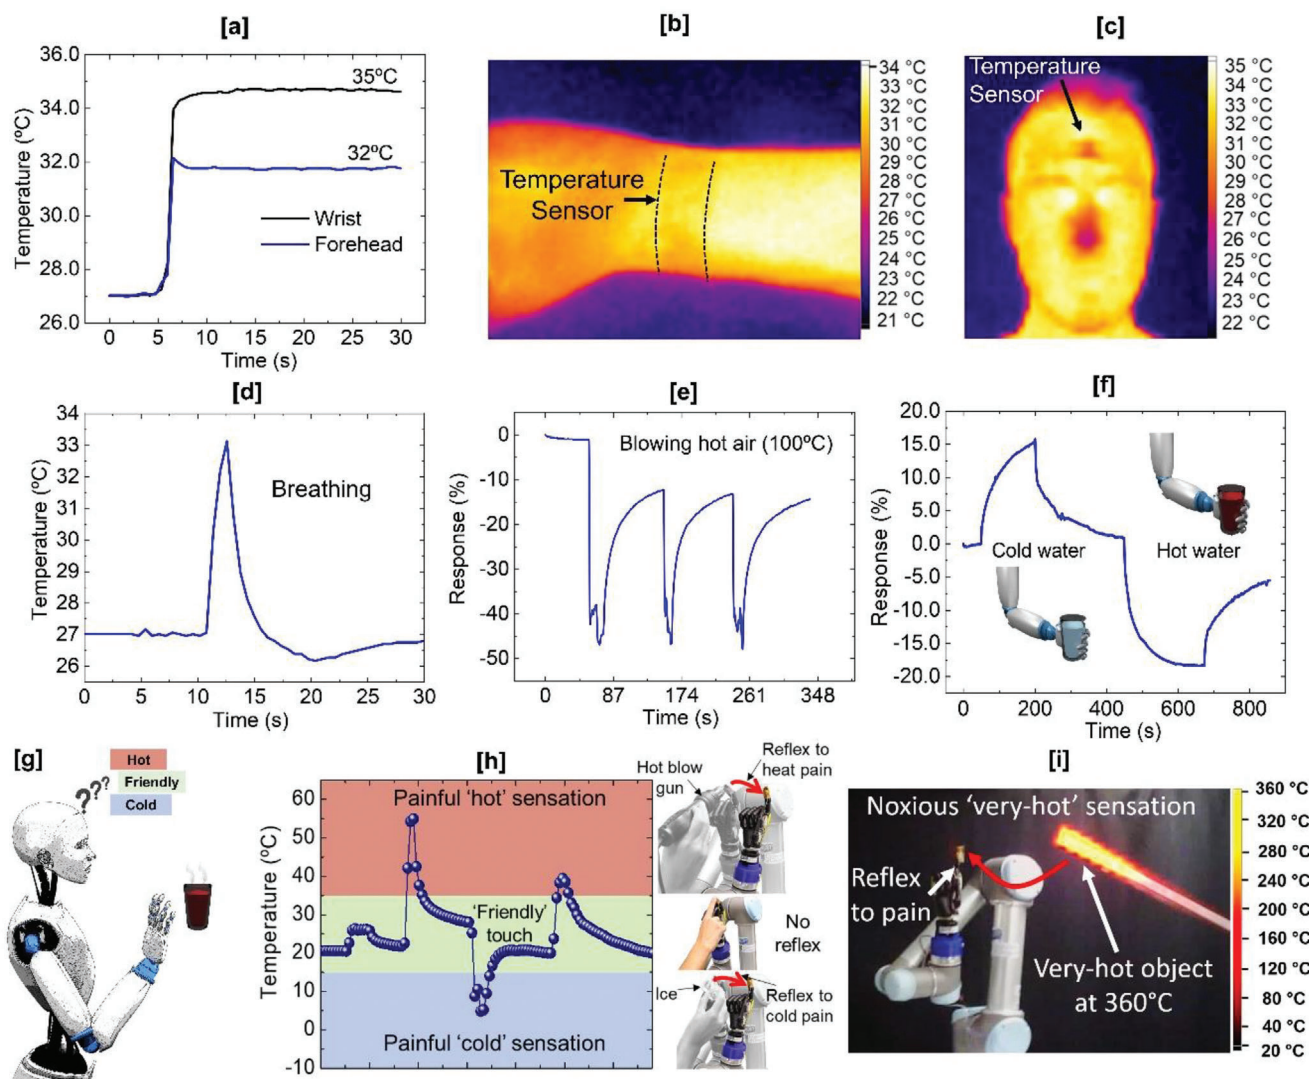 [a]
36.0
34.0
32.0
30.0
28.0
26.0
Temperature (ºC)
35ºC
32ºC
Wrist
Forehead
0
5
10
15
20
25
30
Time (s)
[b]
Temperature
Sensor
34 °C
33 °C
32 °C
31 °C
30 °C
29 °C
28 °C
27 °C
26 °C
25 °C
24 °C
23 °C
22 °C
21 °C
[c]
Temperature
Sensor
35 °C
34 °C
33 °C
32 °C
31 °C
30 °C
29 °C
28 °C
27 °C
26 °C
25 °C
24 °C
23 °C
22 °C
[d]
34
33
32
31
30
29
28
27
26
Temperature (ºC)
Breathing
0
5
10
15
20
25
30
Time (s)
[e]
0
-10
-20
-30
-40
-50
Response (%)
Blowing hot air (100ºC)
0
87
174
261
348
Time (s)
[f]
20.0
15.0
10.0
5.0
0.0
-5.0
-10.0
-15.0
-20.0
Response (%)
Cold water
Hot water
0
200
400
600
800
Time (s)
[g]
Hot
Friendly
Cold
???
[h]
60
50
40
30
20
10
0
-10
Temperature (ºC)
Painful ‘hot’ sensation
‘Friendly’
touch
Painful ‘cold’ sensation
Reflex to
heat pain
Hot blow
gun
No
reflex
Ice
Reflex to
cold pain
[i]
Noxious ‘very-hot’ sensation
Reflex
to pain
Very-hot object
at 360°C
360 °C
320 °C
280 °C
240 °C
200 °C
160 °C
120 °C
80 °C
40 °C
20 °C